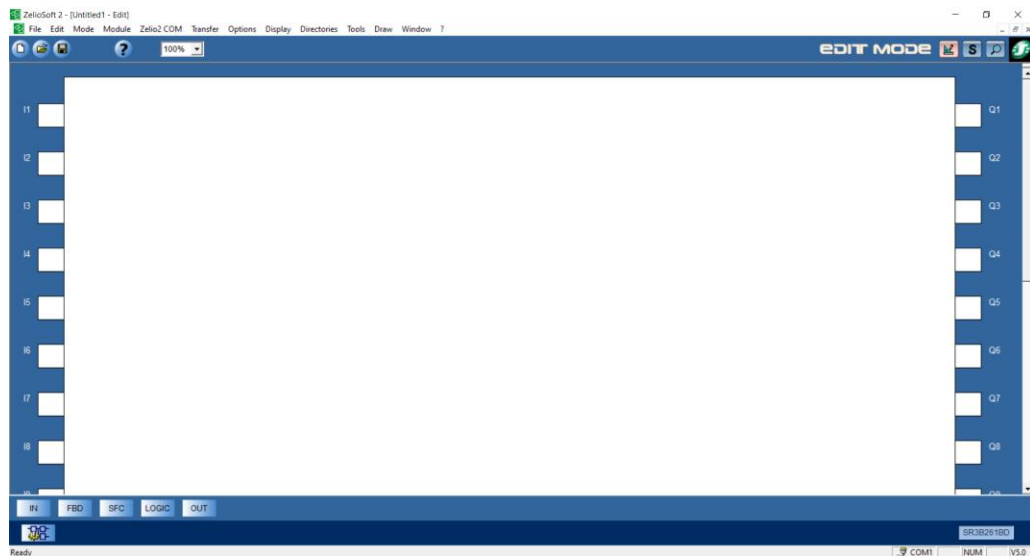 ZelioSoft 2 - [Untitled1 - Edit]
File Edit Mode Module Zelio2 COM Transfer Options Display Directories Tools Draw Window ?
100% EDIT MODE S
I1 Q1
I2 Q2
I3 Q3
I4 Q4
I5 Q5
I6 Q6
I7 Q7
I8 Q8
IN FBD SFC LOGIC OUT
SR3B261BD
Ready COM1 NUM V5.0